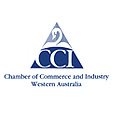 CCI
Chamber of Commerce and Industry
Western Australia